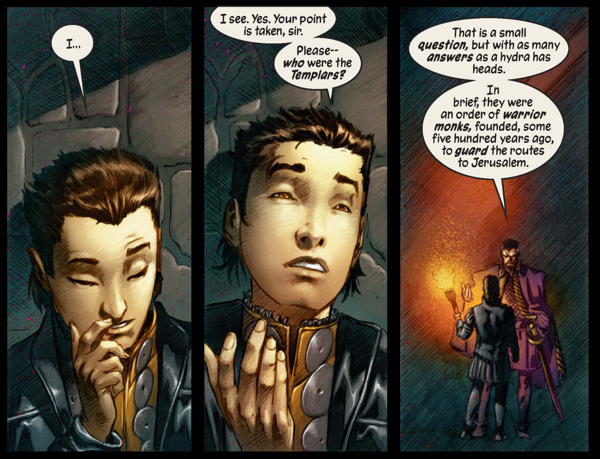 I...
I see. Yes. Your point
is taken, sir.
Please--
who were the
Templars?
That is a small
question, but with as many
answers as a hydra has
heads.
In
brief, they were
an order of warrior
monks, founded, some
five hundred years ago,
to guard the routes
to Jerusalem.